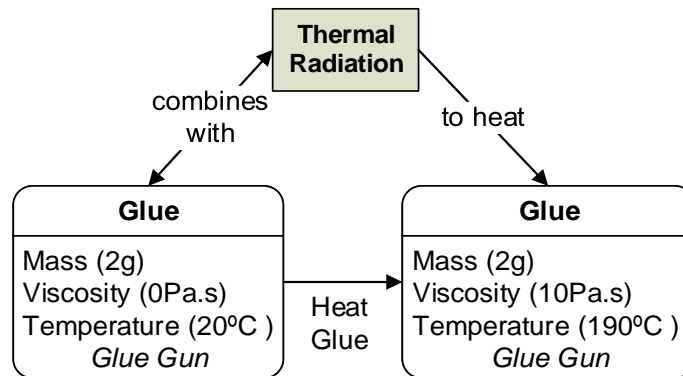 Thermal
Radiation
combines
with
to heat
Glue
Mass (2g)
Viscosity (0Pa.s)
Temperature (20ºC )
Glue Gun
Heat
Glue
Glue
Mass (2g)
Viscosity (10Pa.s)
Temperature (190ºC )
Glue Gun